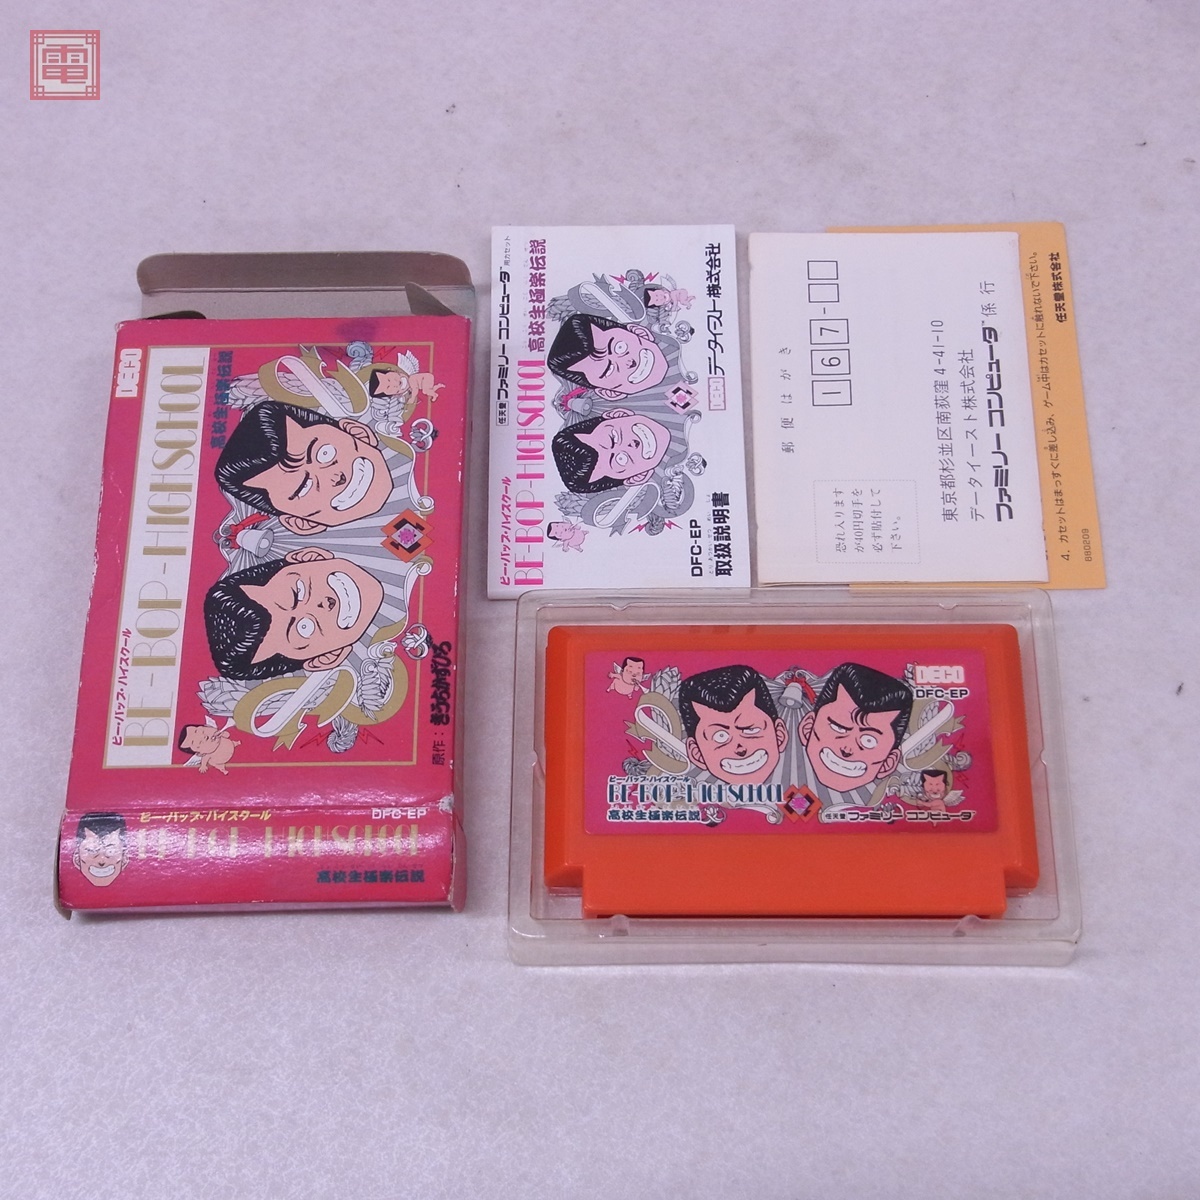 電
DECO
ビー・バップ・ハイスクール
BE-BOP-HIGHSCHOOL
高校生極楽伝説
原作：きうちかずひろ
ビー・バップ・ハイスクール
DFC-EP
BE-BOP-HIGHSCHOOL
高校生極楽伝説
任天堂 ファミリーコンピュータ™用カセット
ビー・バップ・ハイスクール
BE-BOP-HIGHSCHOOL
高校生極楽伝説
DECO データイースト株式会社
DFC-EP
取扱説明書
郵便はがき
167-
恐れ入ります
が40円切手を
必ず貼付して
下さい。
東京都杉並区南荻窪4-41-10
データイースト株式会社
ファミリーコンピュータ™係 行
4. カセットはまっすぐに差し込み、ゲーム中はカセットに触れないで下さい。
任天堂株式会社
880209
DECO
DFC-EP
ビー・バップ・ハイスクール
BE-BOP-HIGHSCHOOL
高校生極楽伝説
任天堂 ファミリーコンピュータ™